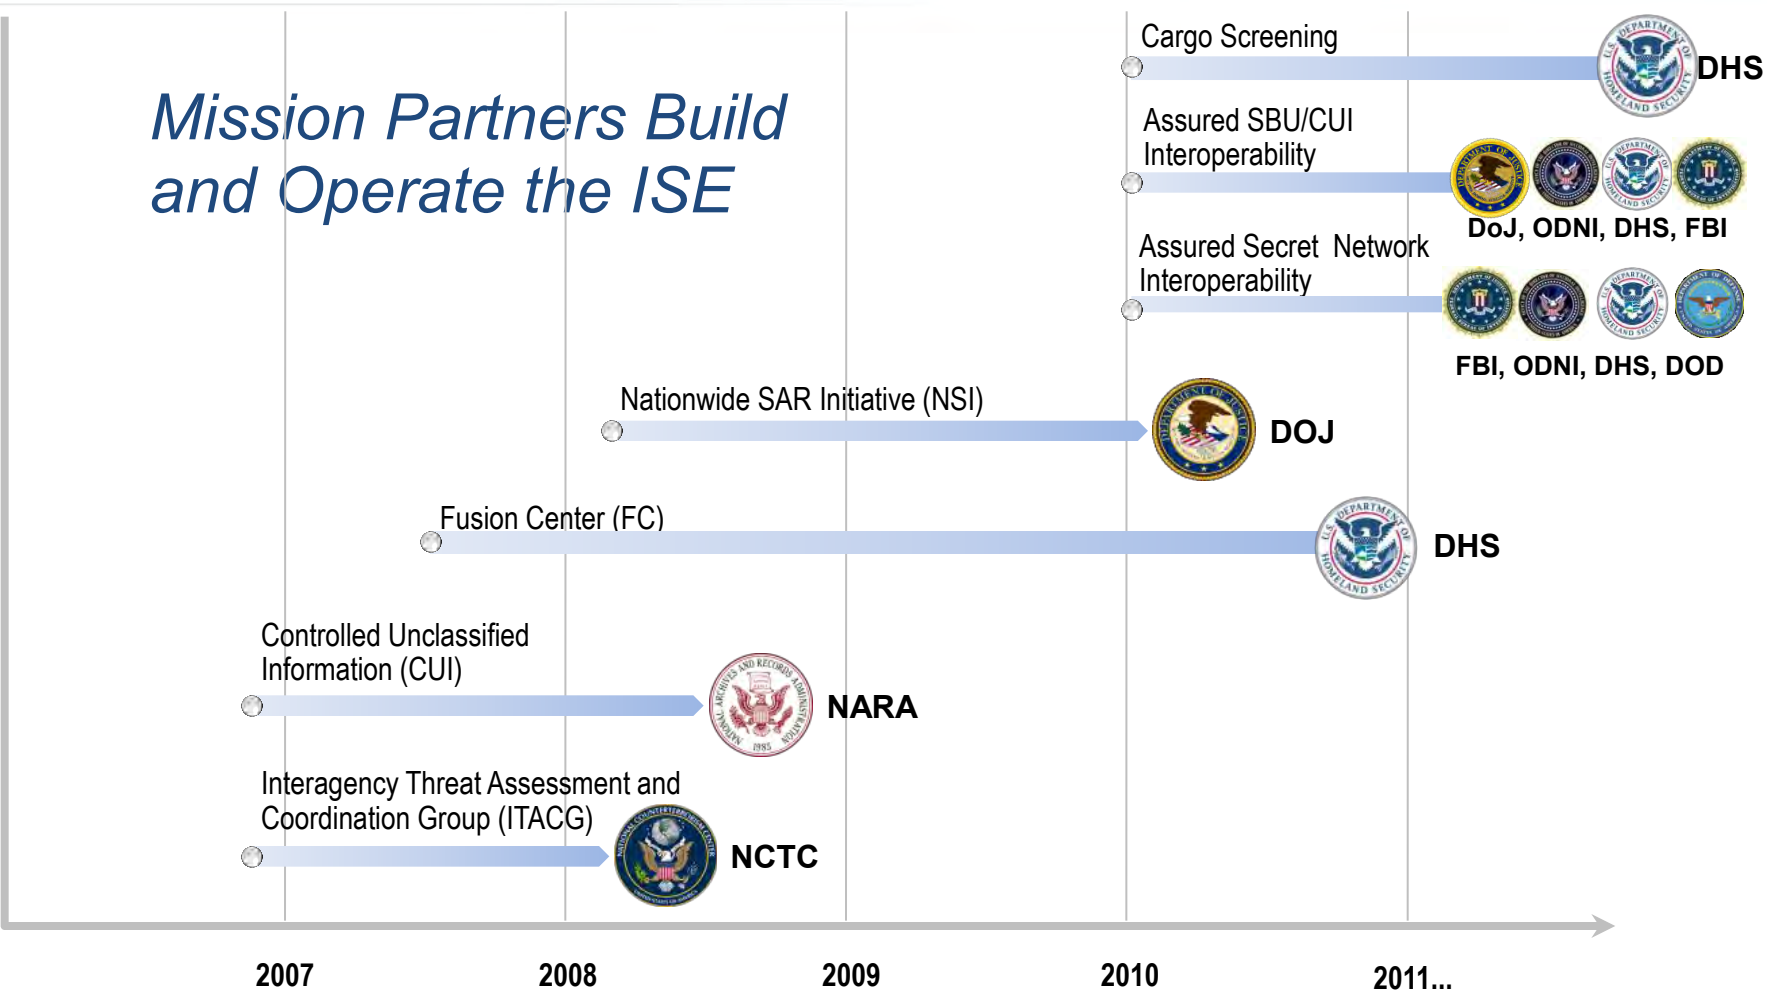 Mission Partners Build
and Operate the ISE
Cargo Screening
DHS
Assured SBU/CUI
Interoperability
DoJ, ODNI, DHS, FBI
Assured Secret  Network
Interoperability
FBI, ODNI, DHS, DOD
Nationwide SAR Initiative (NSI)
DOJ
Fusion Center (FC)
DHS
Controlled Unclassified
Information (CUI)
NARA
Interagency Threat Assessment and
Coordination Group (ITACG)
NCTC
2007
2008
2009
2010
2011...